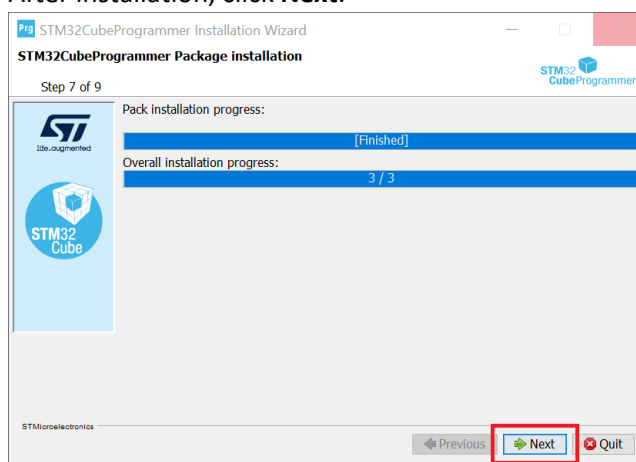 After installation, click Next.
Prg STM32CubeProgrammer Installation Wizard
STM32CubeProgrammer Package installation
STM32
CubeProgrammer
Step 7 of 9
life.augmented
STM32
Cube
Pack installation progress:
[Finished]
Overall installation progress:
3 / 3
STMicroelectronics
Previous Next Quit